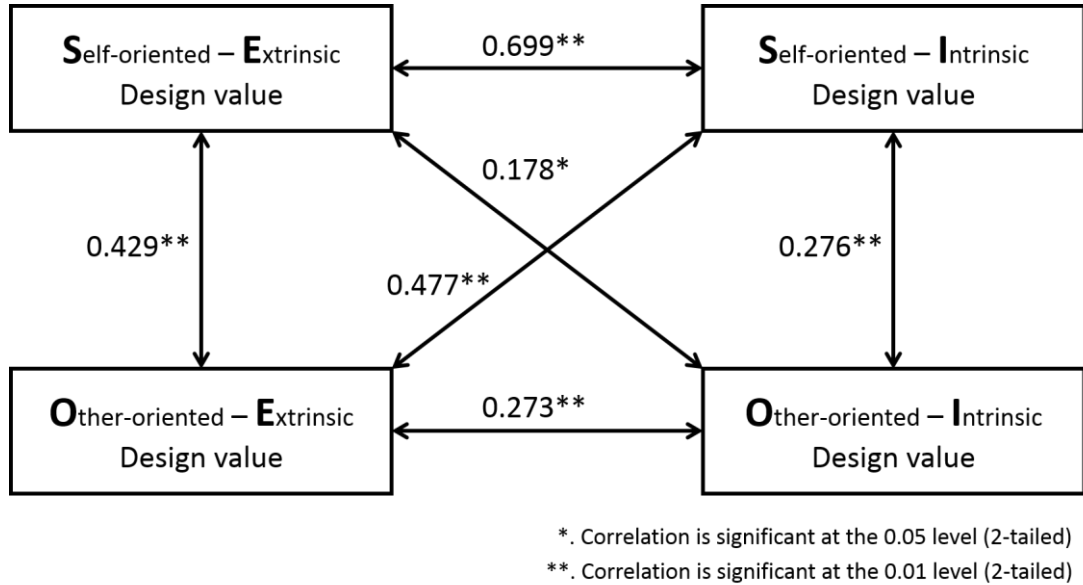 Self-oriented – Extrinsic
Design value
0.699**
Self-oriented – Intrinsic
Design value
0.178*
0.429**
0.477**
0.276**
Other-oriented – Extrinsic
Design value
0.273**
Other-oriented – Intrinsic
Design value
*. Correlation is significant at the 0.05 level (2-tailed)
**. Correlation is significant at the 0.01 level (2-tailed)